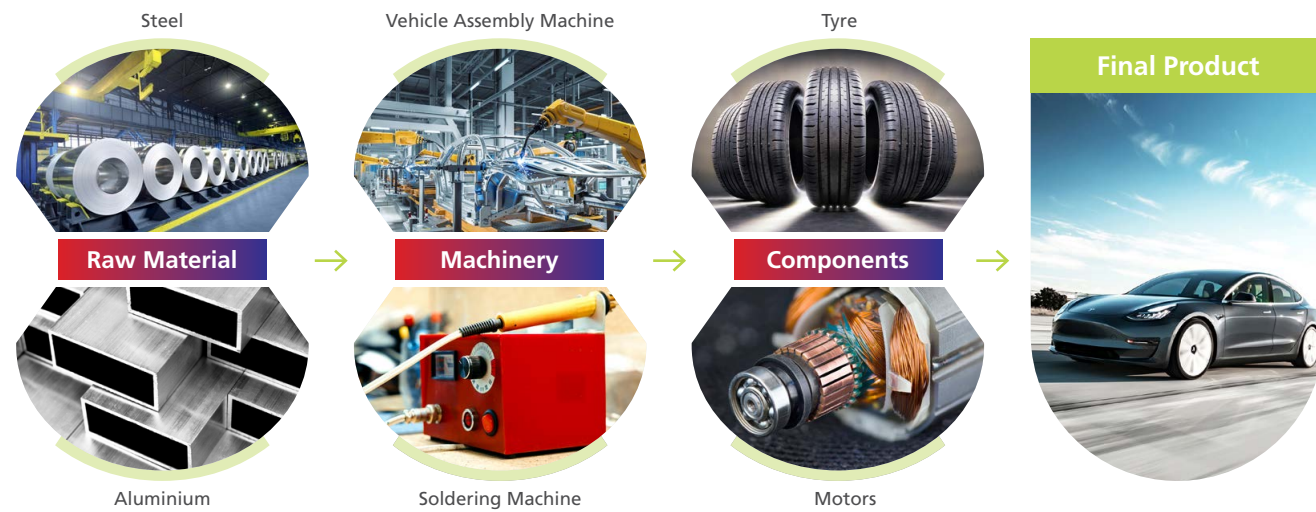 Steel
Vehicle Assembly Machine
Tyre
Final Product
Raw Material
Machinery
Components
Aluminium
Soldering Machine
Motors